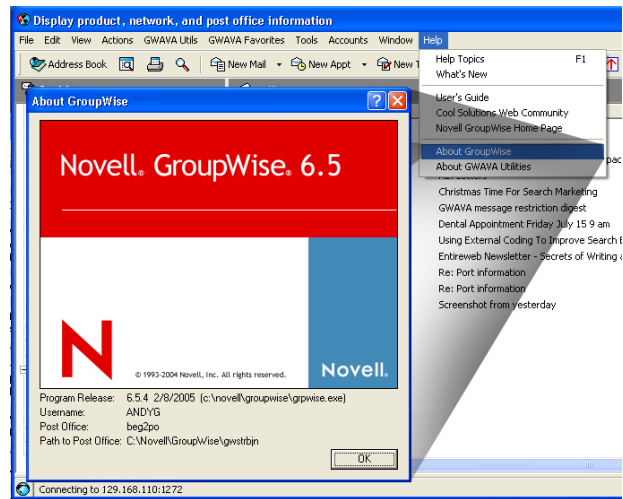 Display product, network, and post office information
File Edit View Actions GWAVA Utils GWAVA Favorites Tools Accounts Window Help
Address Book New Mail New Appt New
Help Topics F1
What's New
User's Guide
Cool Solutions Web Community
Novell GroupWise Home Page
About GroupWise
About GWAVA Utilities
Christmas Time For Search Marketing
GWAVA message restriction digest
Dental Appointment Friday July 15 9 am
Using External Coding To Improve Search
Entireweb Newsletter - Secrets of Writing
Re: Port information
Re: Port information
Screenshot from yesterday
About GroupWise
Novell® GroupWise® 6.5
N
© 1993-2004 Novell, Inc. All rights reserved.
Novell®
Program Release: 6.5.4 2/8/2005 (c:\novell\groupwise\grpwise.exe)
Username: ANDYG
Post Office: beg2po
Path to Post Office: C:\Novell\GroupWise\gwstrbjn
OK
Connecting to 129.168.110:1272